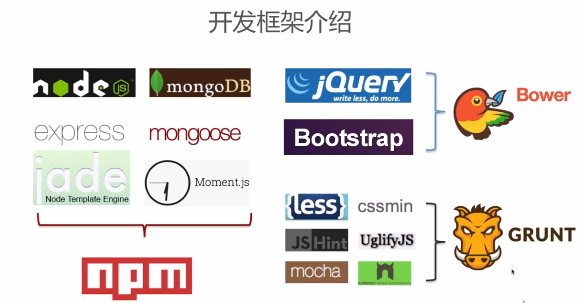 开发框架介绍
node
JS
mongoDB
express
mongoose
jade
Node Template Engine
Moment.js
npm
jQuery
write less, do more.
Bootstrap
Bower
{less}
cssmin
JSHint
UglifyJS
mocha
GRUNT